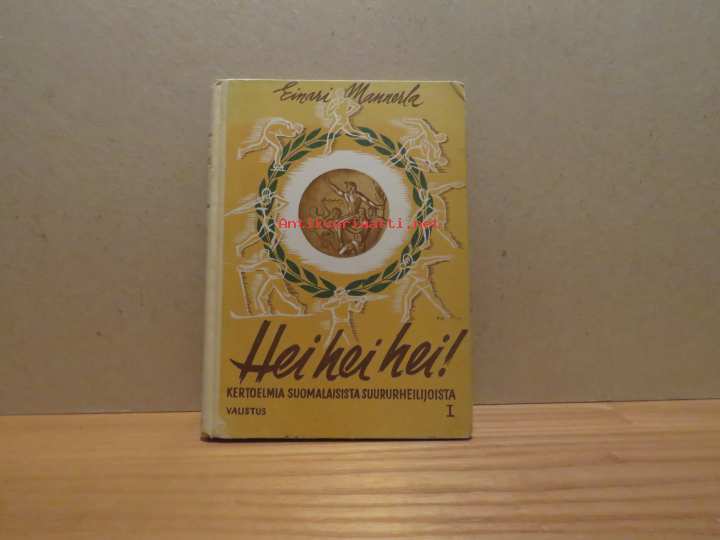 Einari Mannerla
Antikvariaatti.net
Hei hei hei!
KERTOELMIA SUOMALAISISTA SUURURHEILIJOISTA
VALISTUS I